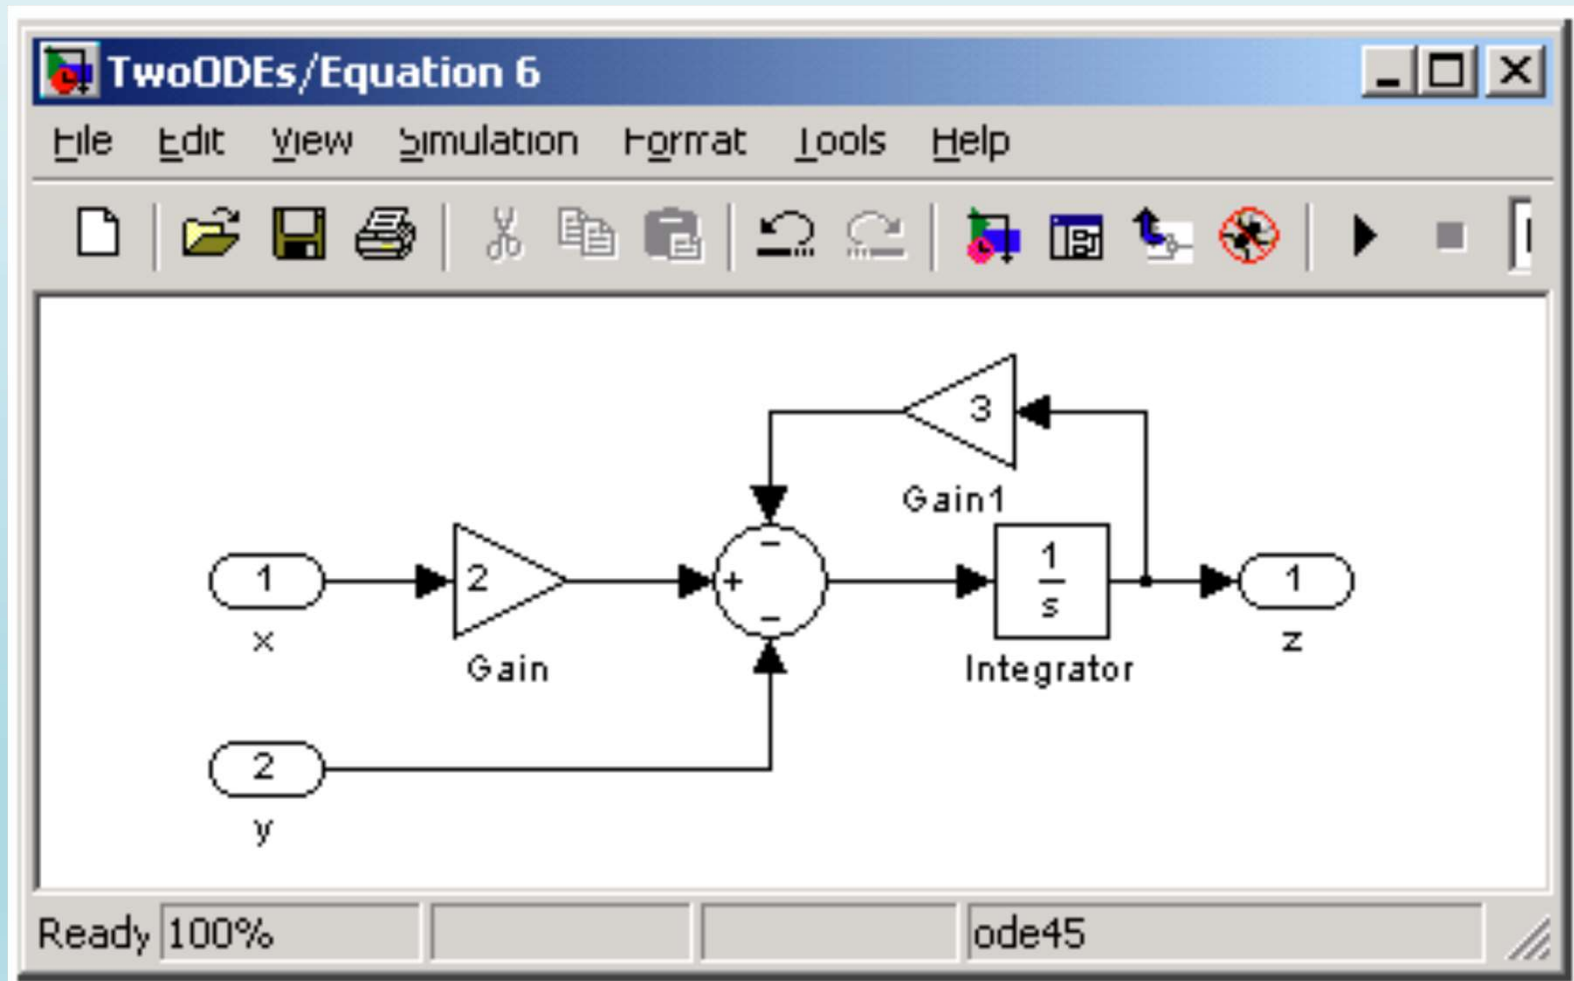 TwoODEs/Equation 6
File Edit View Simulation Format Tools Help
3
Gain1
1 2 + − − 1 s 1
x Gain Integrator z
2
y
Ready 100% ode45